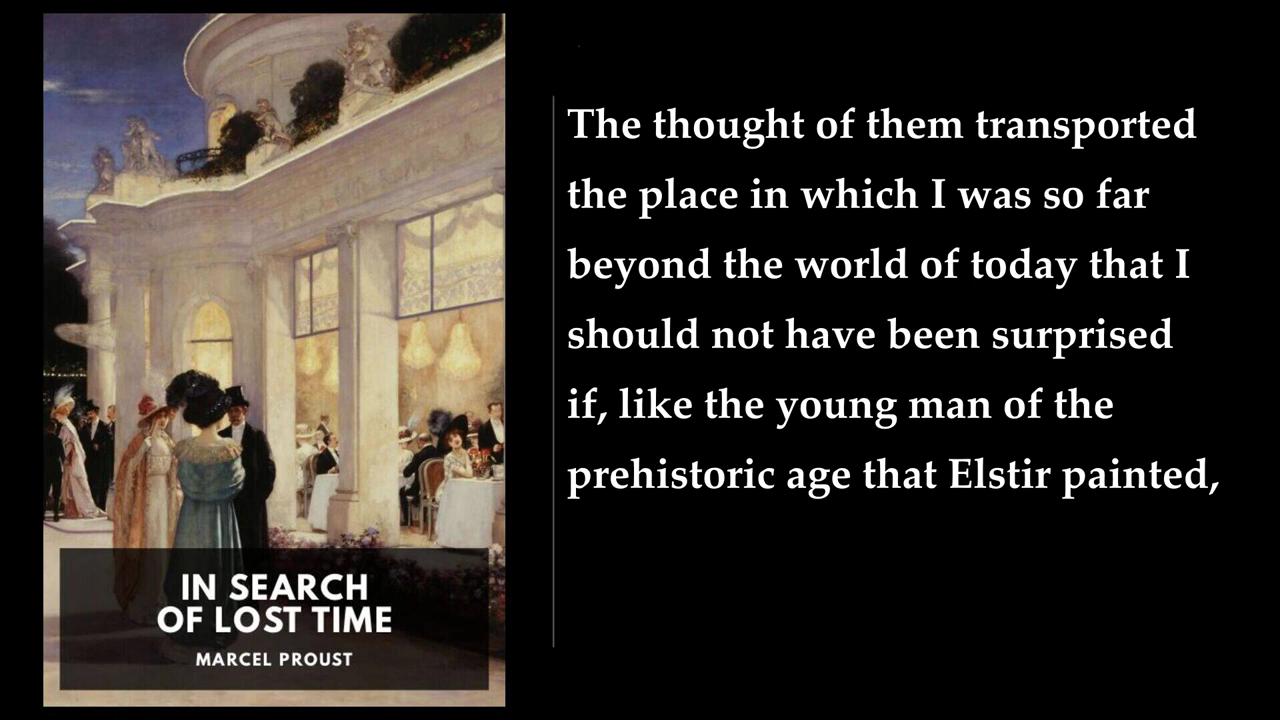 The thought of them transported
the place in which I was so far
beyond the world of today that I
should not have been surprised
if, like the young man of the
prehistoric age that Elstir painted,
IN SEARCH
OF LOST TIME
MARCEL PROUST